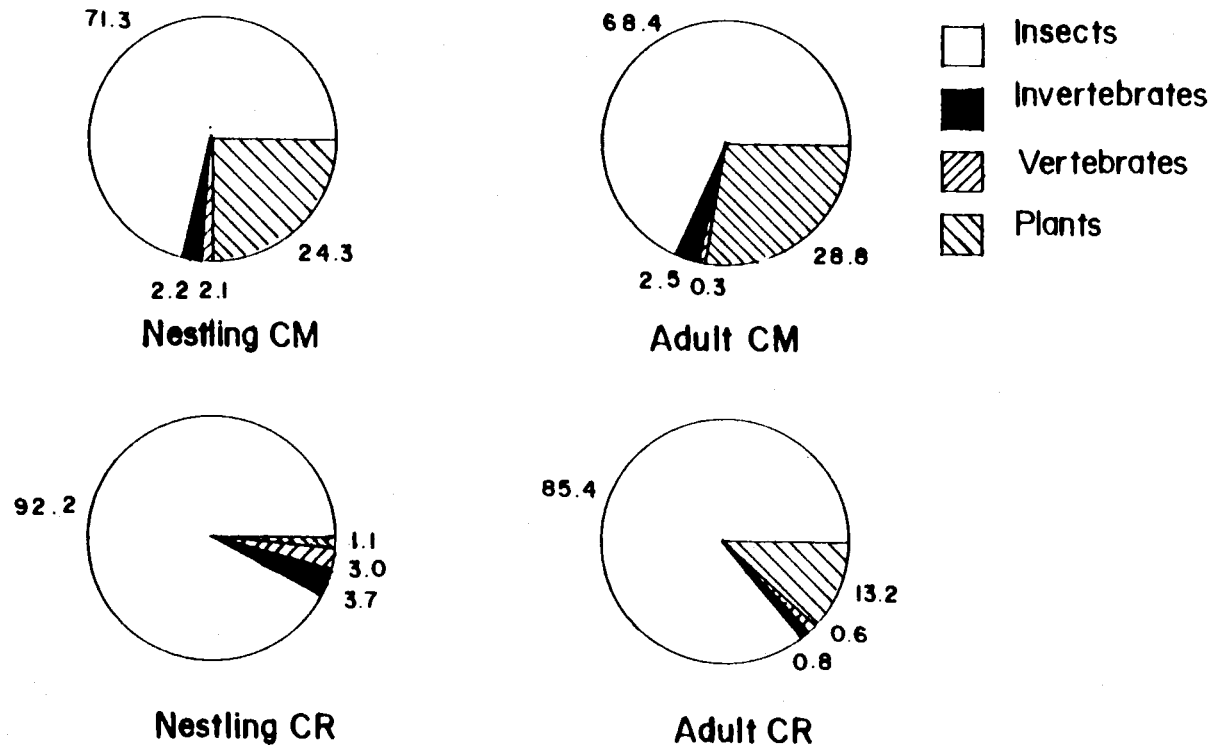 71.3
24.3
2.2 2.1
Nestling CM
68.4
28.8
2.5 0.3
Adult CM
Insects
Invertebrates
Vertebrates
Plants
92.2
1.1
3.0
3.7
Nestling CR
85.4
13.2
0.6
0.8
Adult CR